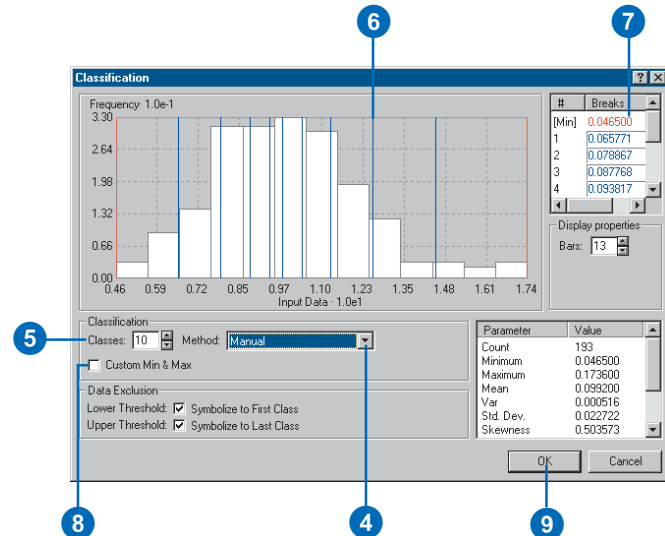 6
7
Classification
Frequency · 1.0e-1
3.30
2.64
1.98
1.32
0.66
0.00
0.46 0.59 0.72 0.85 0.97 1.10 1.23 1.35 1.48 1.61 1.74
Input Data · 1.0e1
# Breaks
[Min] 0.046500
1 0.065771
2 0.078867
3 0.087768
4 0.093817
Display properties
Bars: 13
5
Classification
Classes: 10 Method: Manual
Custom Min & Max
Data Exclusion
Lower Threshold: Symbolize to First Class
Upper Threshold: Symbolize to Last Class
Parameter Value
Count 193
Minimum 0.046500
Maximum 0.173600
Mean 0.099200
Var 0.000516
Std. Dev. 0.022722
Skewness 0.503573
OK Cancel
8
4
9